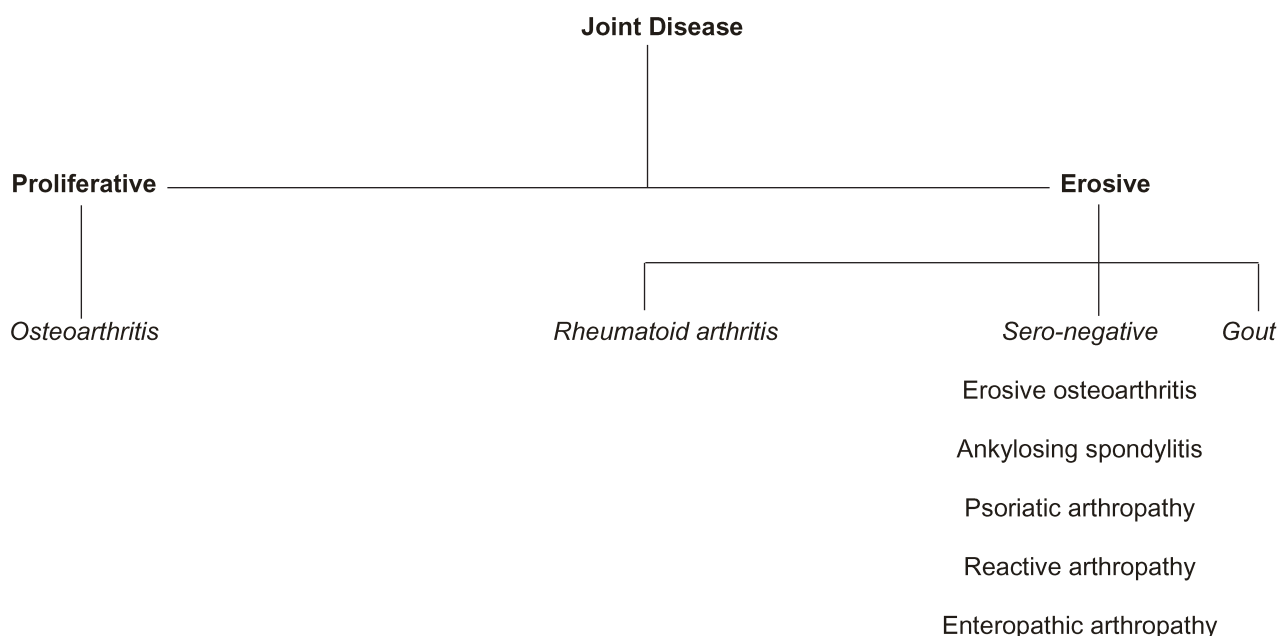 Joint Disease
Proliferative Erosive
Osteoarthritis Rheumatoid arthritis Sero-negative Gout
Erosive osteoarthritis
Ankylosing spondylitis
Psoriatic arthropathy
Reactive arthropathy
Enteropathic arthropathy